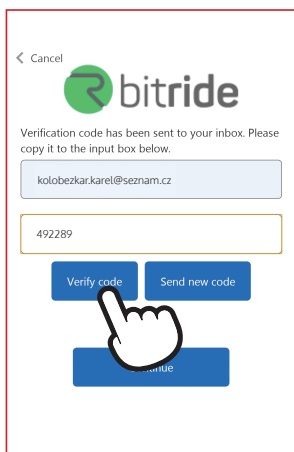 Cancel
bitride
Verification code has been sent to your inbox. Please
copy it to the input box below.
kolobezkar.karel@seznam.cz
492289
Verify code Send new code